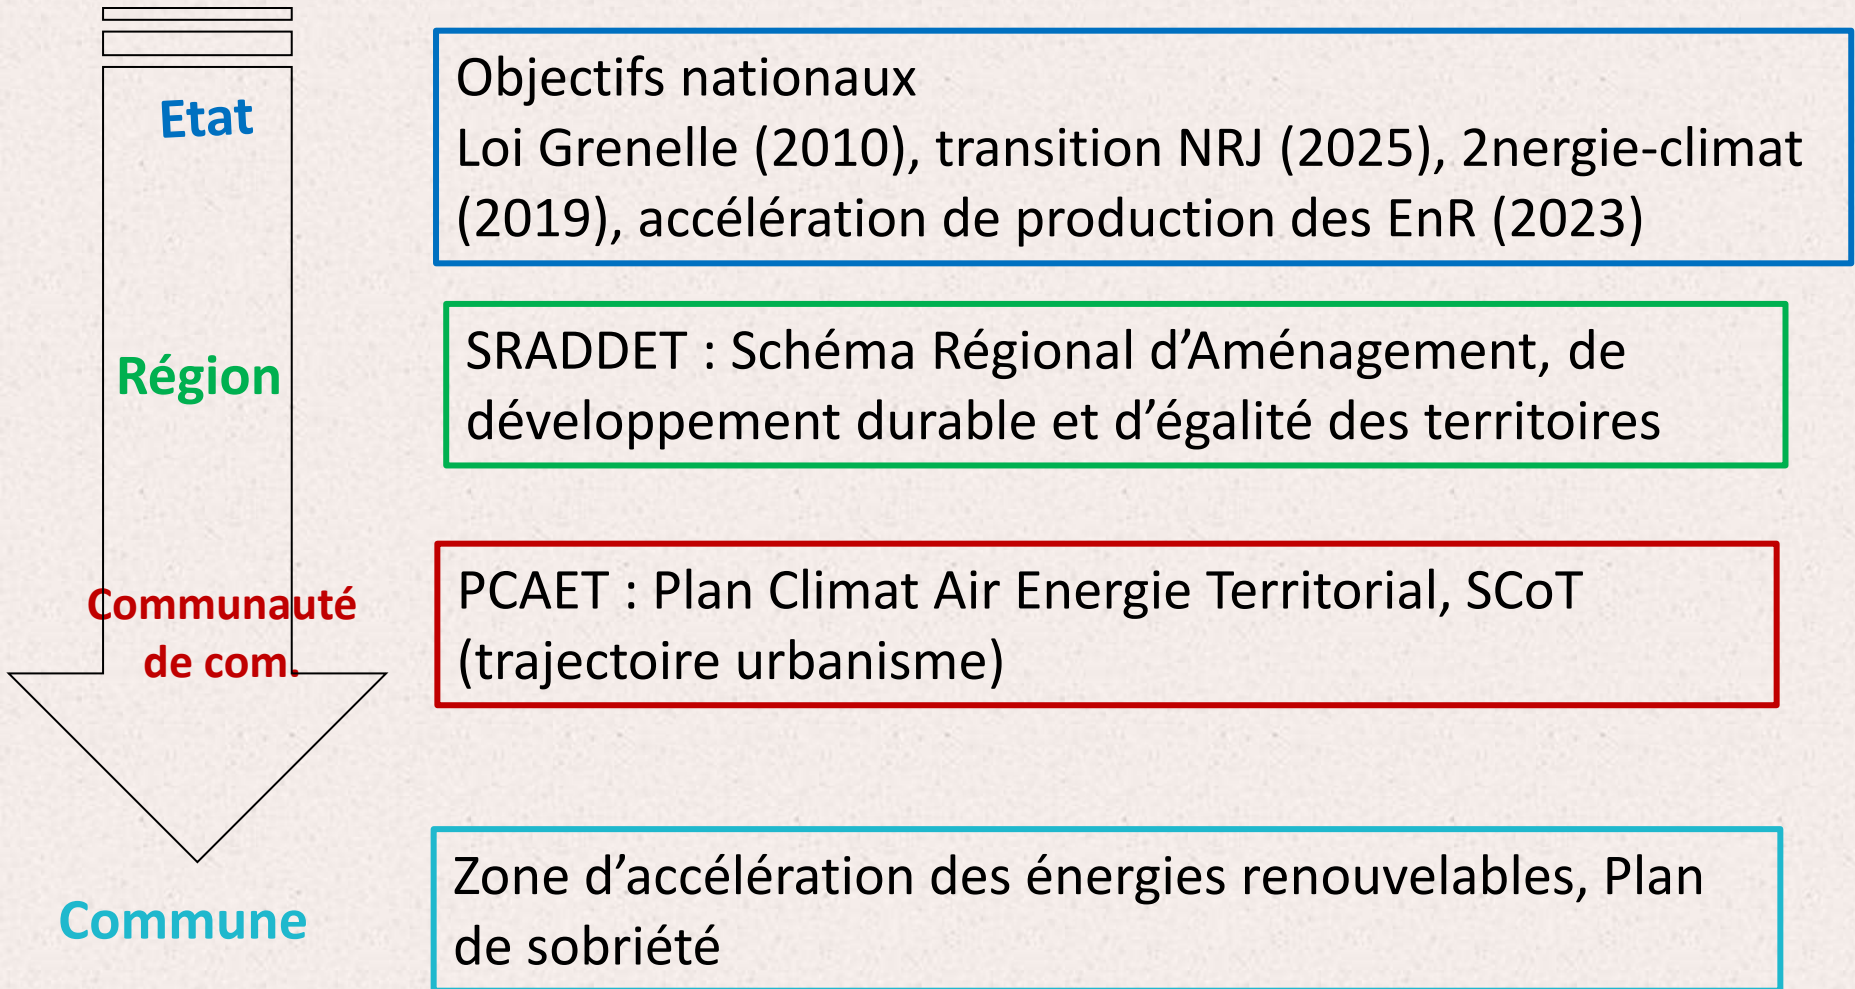 Etat
Objectifs nationaux
Loi Grenelle (2010), transition NRJ (2025), 2nergie-climat
(2019), accélération de production des EnR (2023)
Région
SRADDET : Schéma Régional d’Aménagement, de
développement durable et d’égalité des territoires
Communauté
de com.
PCAET : Plan Climat Air Energie Territorial, SCoT
(trajectoire urbanisme)
Commune
Zone d’accélération des énergies renouvelables, Plan
de sobriété